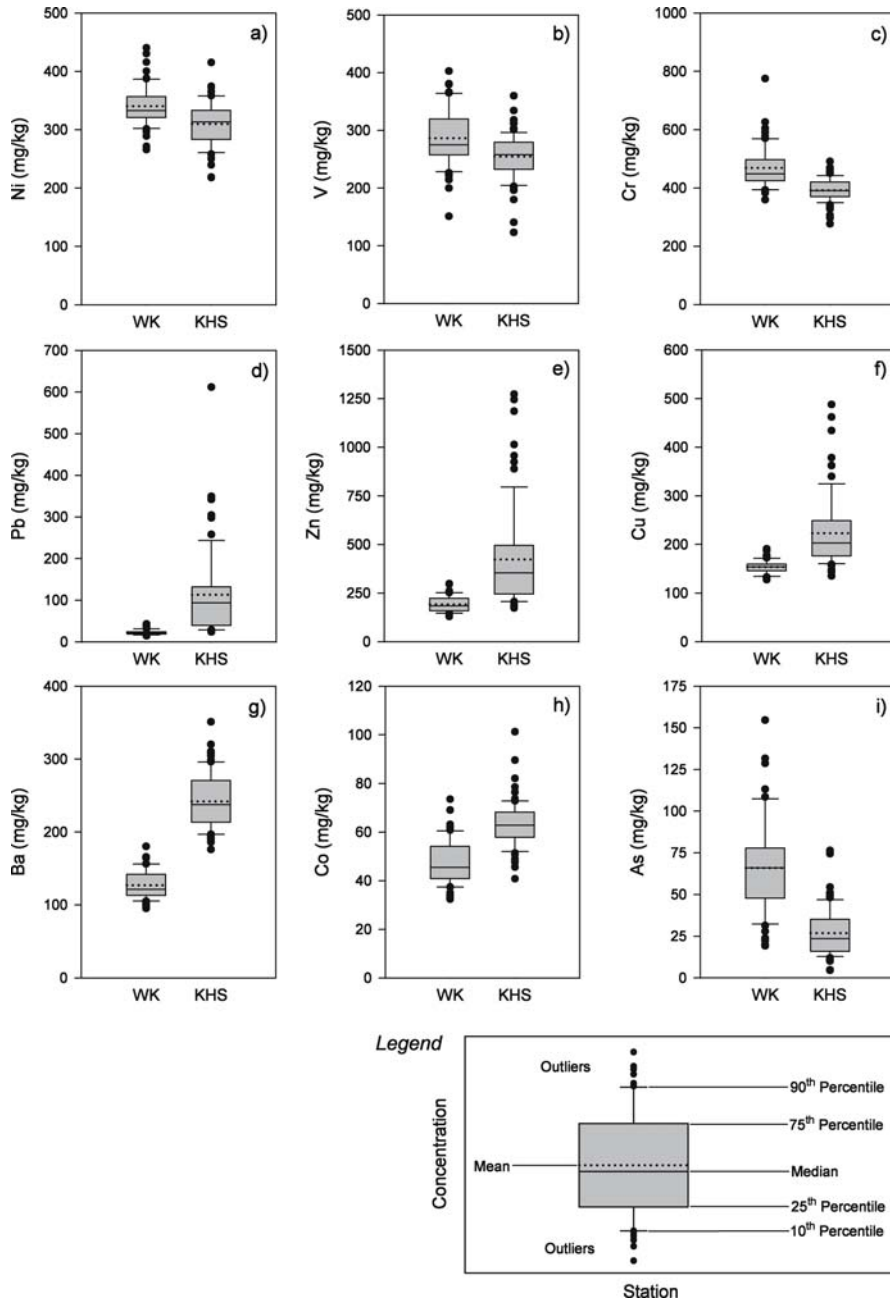 a)
Ni (mg/kg)
500
400
300
200
100
0
WK KHS
b)
V (mg/kg)
500
400
300
200
100
0
WK KHS
c)
Cr (mg/kg)
1000
800
600
400
200
0
WK KHS
d)
Pb (mg/kg)
700
600
500
400
300
200
100
0
WK KHS
e)
Zn (mg/kg)
1500
1250
1000
750
500
250
0
WK KHS
f)
Cu (mg/kg)
600
500
400
300
200
100
0
WK KHS
g)
Ba (mg/kg)
400
300
200
100
0
WK KHS
h)
Co (mg/kg)
120
100
80
60
40
20
0
WK KHS
i)
As (mg/kg)
175
150
125
100
75
50
25
0
WK KHS
Legend
Concentration
Outliers
90th Percentile
75th Percentile
Mean
Median
25th Percentile
10th Percentile
Outliers
Station